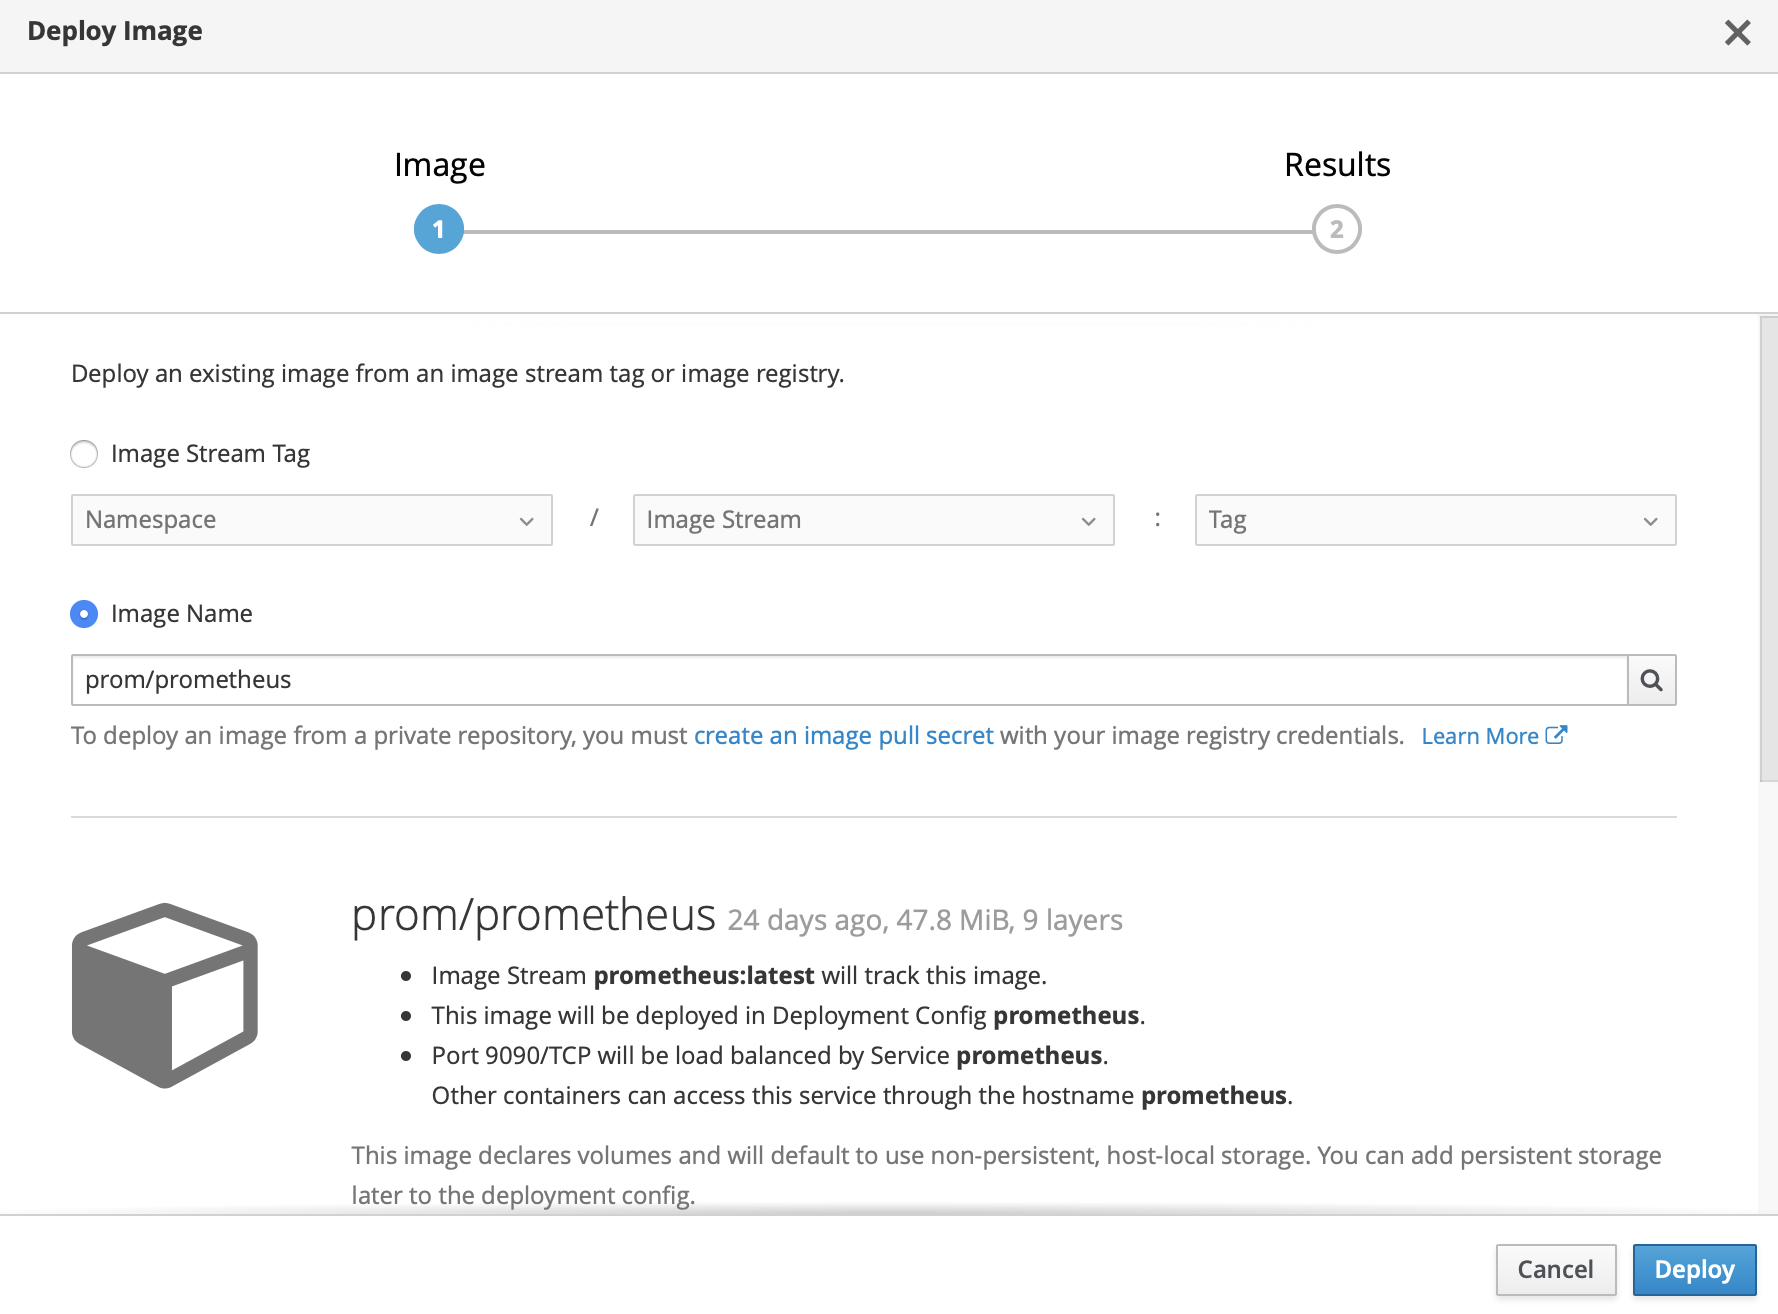 Deploy Image
Image
Results
1
2
Deploy an existing image from an image stream tag or image registry.
Image Stream Tag
Namespace / Image Stream : Tag
Image Name
prom/prometheus
To deploy an image from a private repository, you must create an image pull secret with your image registry credentials. Learn More
prom/prometheus 24 days ago, 47.8 MiB, 9 layers
• Image Stream prometheus:latest will track this image.
• This image will be deployed in Deployment Config prometheus.
• Port 9090/TCP will be load balanced by Service prometheus.
Other containers can access this service through the hostname prometheus.
This image declares volumes and will default to use non-persistent, host-local storage. You can add persistent storage
later to the deployment config.
Cancel
Deploy